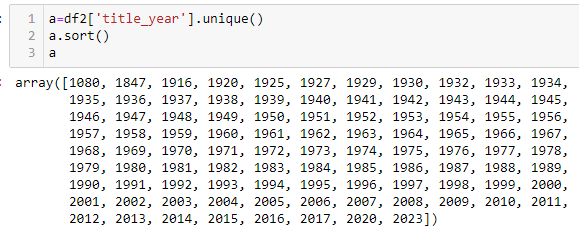 1 a=df2['title_year'].unique()
2 a.sort()
3 a
array([1080, 1847, 1916, 1920, 1925, 1927, 1929, 1930, 1932, 1933, 1934,
1935, 1936, 1937, 1938, 1939, 1940, 1941, 1942, 1943, 1944, 1945,
1946, 1947, 1948, 1949, 1950, 1951, 1952, 1953, 1954, 1955, 1956,
1957, 1958, 1959, 1960, 1961, 1962, 1963, 1964, 1965, 1966, 1967,
1968, 1969, 1970, 1971, 1972, 1973, 1974, 1975, 1976, 1977, 1978,
1979, 1980, 1981, 1982, 1983, 1984, 1985, 1986, 1987, 1988, 1989,
1990, 1991, 1992, 1993, 1994, 1995, 1996, 1997, 1998, 1999, 2000,
2001, 2002, 2003, 2004, 2005, 2006, 2007, 2008, 2009, 2010, 2011,
2012, 2013, 2014, 2015, 2016, 2017, 2020, 2023])